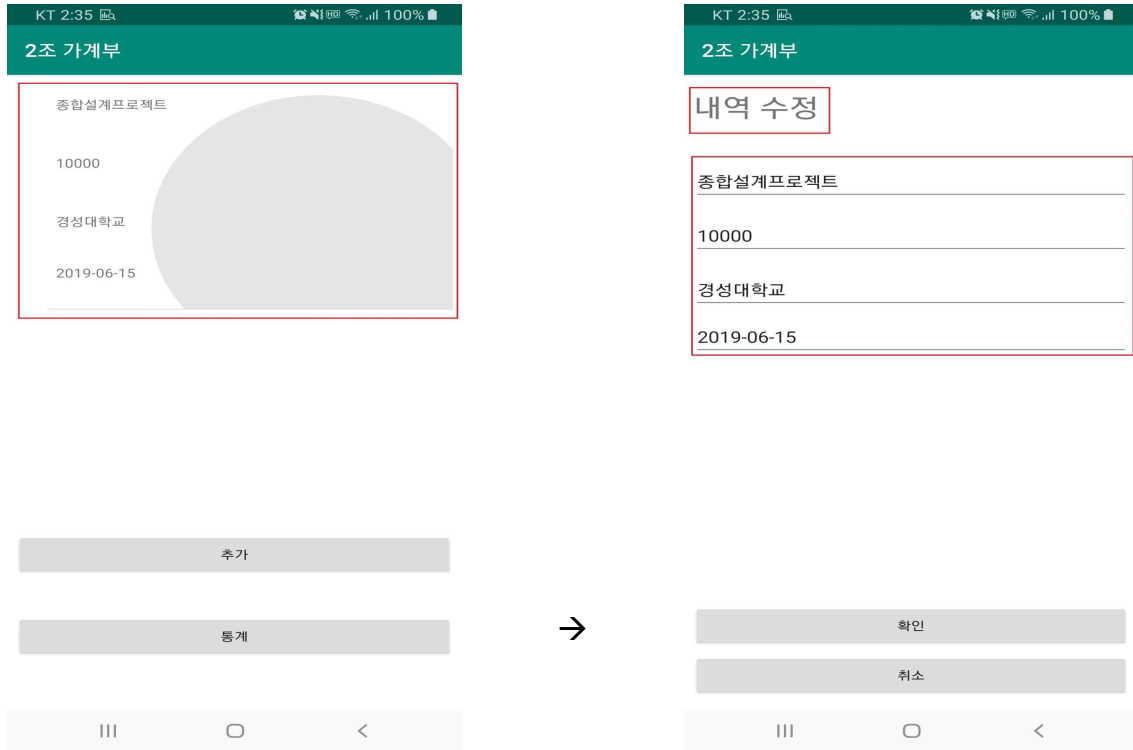 KT 2:35
100%
2조 가계부
종합설계프로젝트
10000
경성대학교
2019-06-15
추가
통계
→
KT 2:35
100%
2조 가계부
내역 수정
종합설계프로젝트
10000
경성대학교
2019-06-15
확인
취소